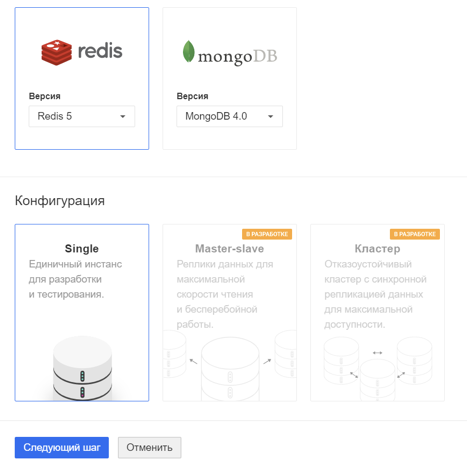 redis
mongoDB
Версия
Версия
Redis 5
MongoDB 4.0
Конфигурация
Single
Единичный инстанс
для разработки
и тестирования.
В РАЗРАБОТКЕ
Master-slave
Реплики данных для
максимальной
скорости чтения
и бесперебойной
работы.
В РАЗРАБОТКЕ
Кластер
Отказоустойчивый
кластер с синхронной
репликацией данных
для максимальной
доступности.
Следующий шаг
Отменить